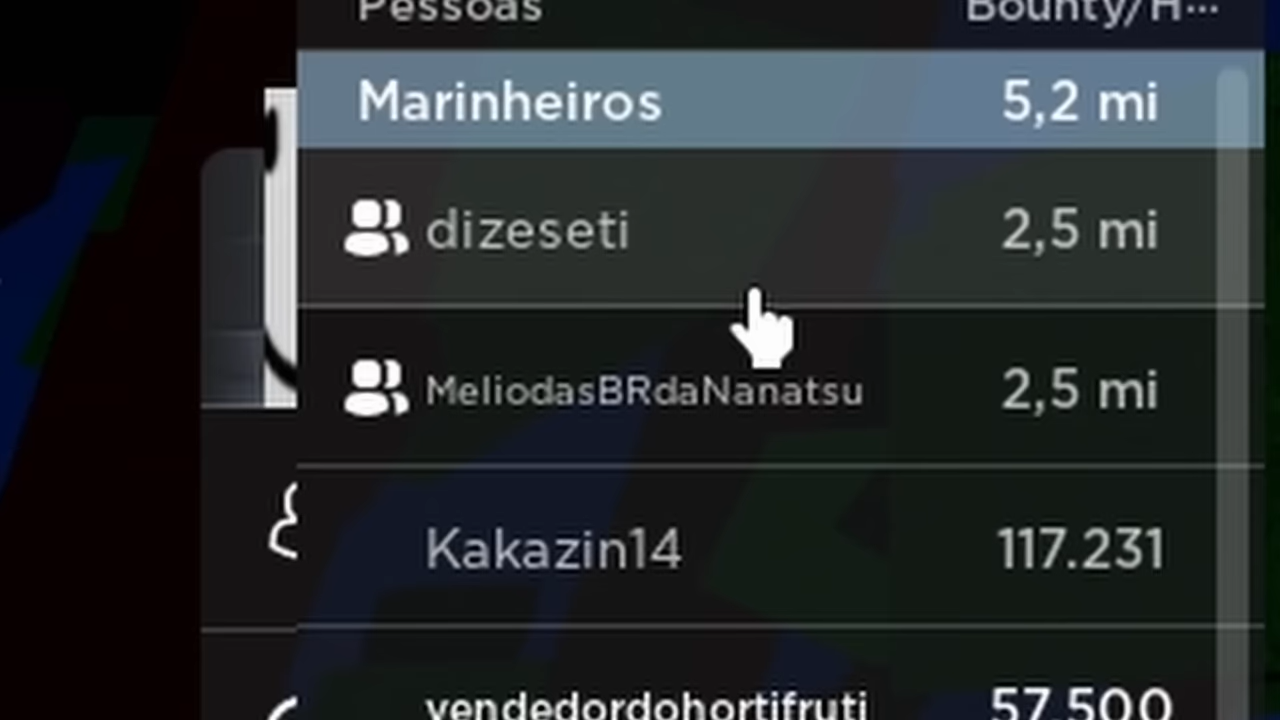 Pessoas Bounty/H...
Marinheiros 5,2 mi
dizeseti 2,5 mi
MeliodasBRdaNanatsu 2,5 mi
Kakazin14 117.231
vendedordohortifruti 57.500